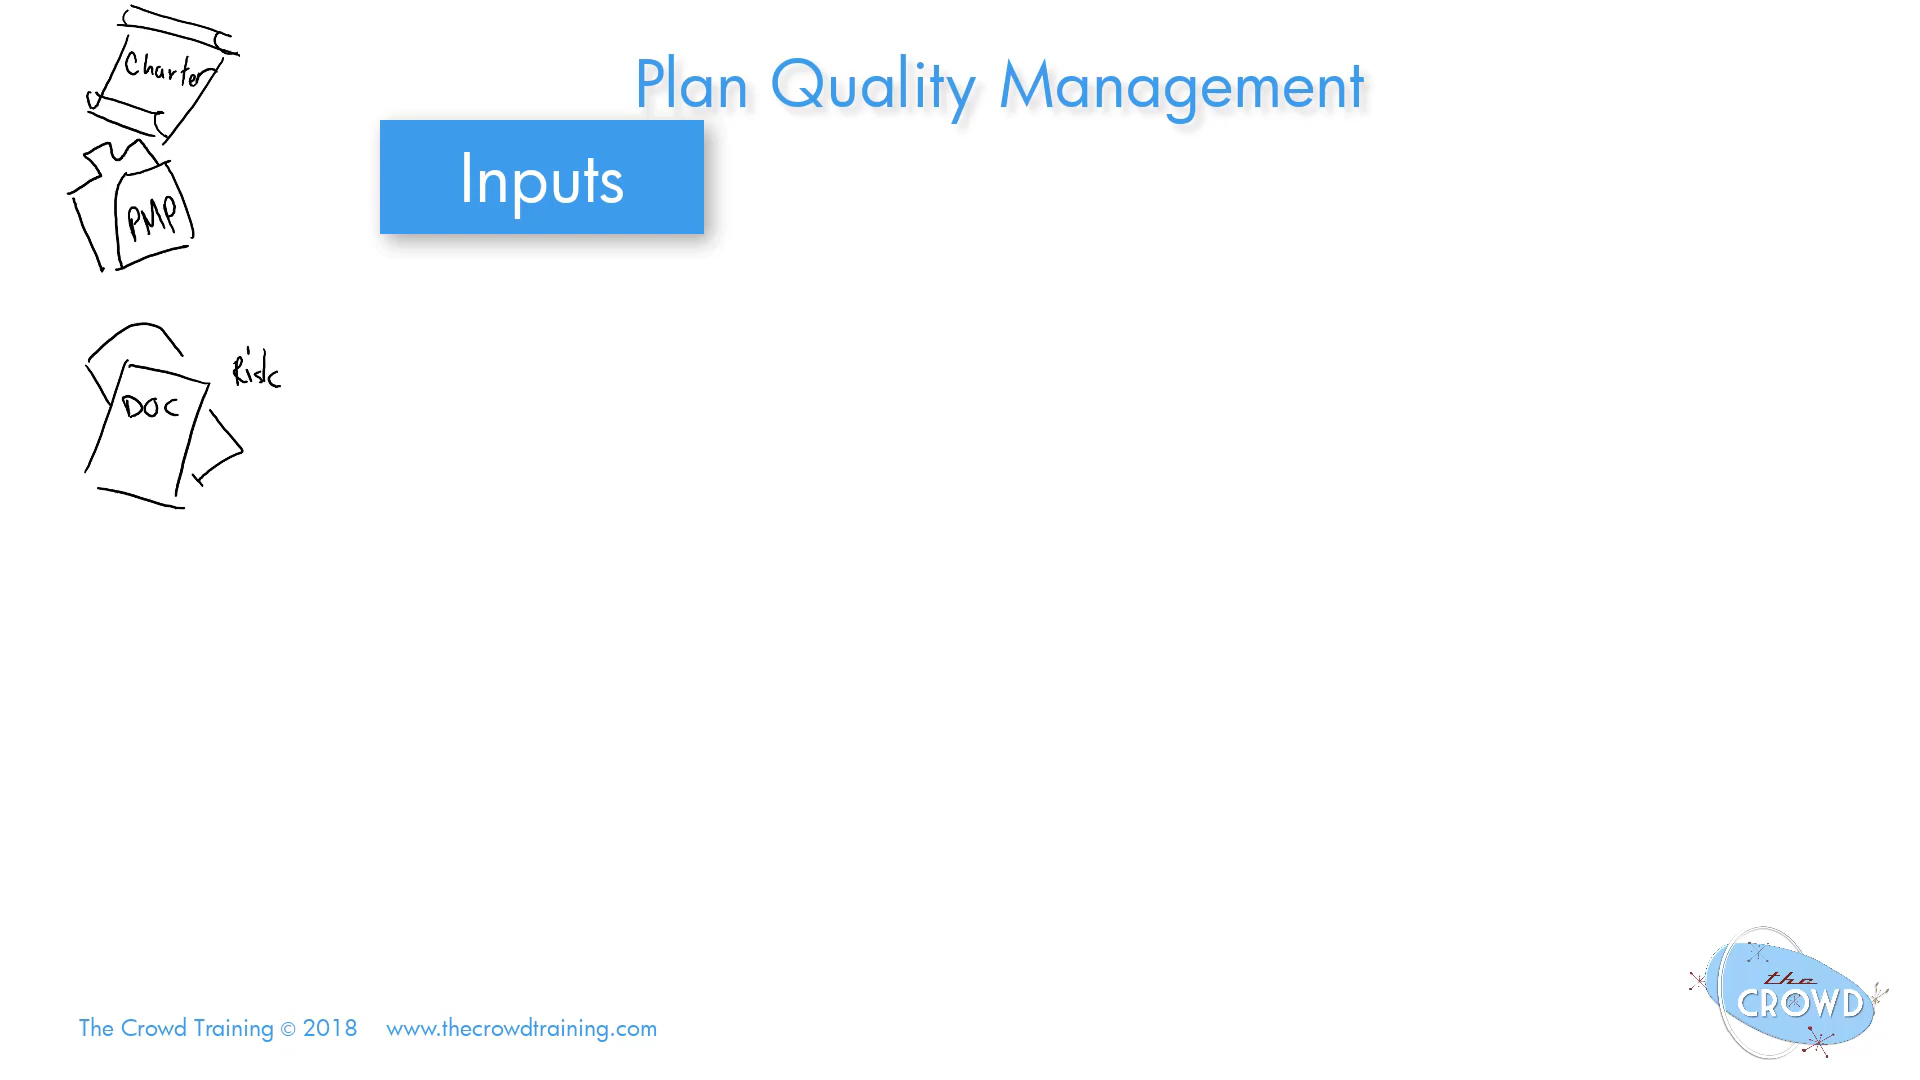 Charter
Plan Quality Management
Inputs
PMP
Risk
DOC
the
CROWD
The Crowd Training © 2018 www.thecrowdtraining.com